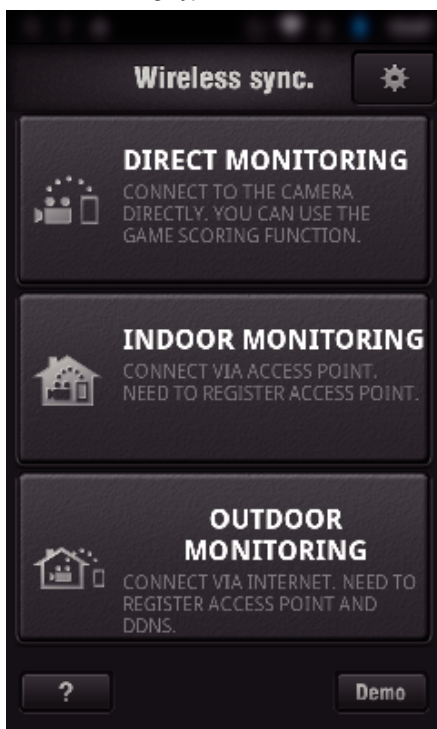 Wireless sync.
DIRECT MONITORING
CONNECT TO THE CAMERA
DIRECTLY. YOU CAN USE THE
GAME SCORING FUNCTION.
INDOOR MONITORING
CONNECT VIA ACCESS POINT.
NEED TO REGISTER ACCESS POINT.
OUTDOOR
MONITORING
CONNECT VIA INTERNET. NEED TO
REGISTER ACCESS POINT AND
DDNS.
?
Demo